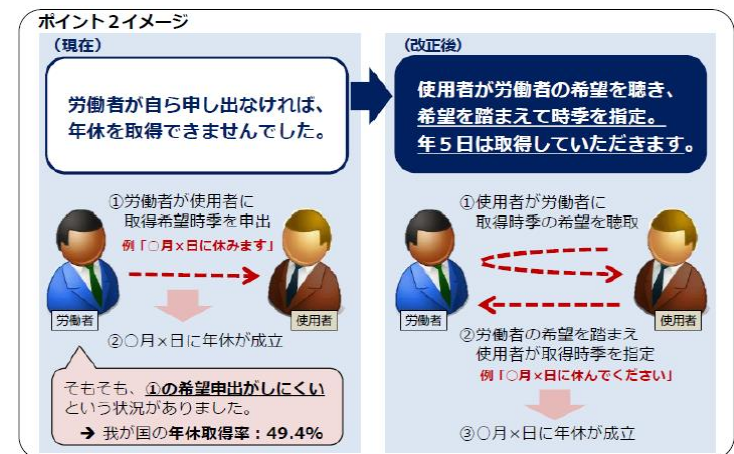 ポイント２イメージ
（現在）
労働者が自ら申し出なければ、
年休を取得できませんでした。
①労働者が使用者に
取得希望時季を申出
例「○月×日に休みます」
労働者
使用者
②○月×日に年休が成立
そもそも、①の希望申出がしにくい
という状況がありました。
→ 我が国の年休取得率：49.4%
（改正後）
使用者が労働者の希望を聴き、
希望を踏まえて時季を指定。
年５日は取得していただきます。
①使用者が労働者に
取得時季の希望を聴取
労働者
使用者
②労働者の希望を踏まえ
使用者が取得時季を指定
例「○月×日に休んでください」
③○月×日に年休が成立